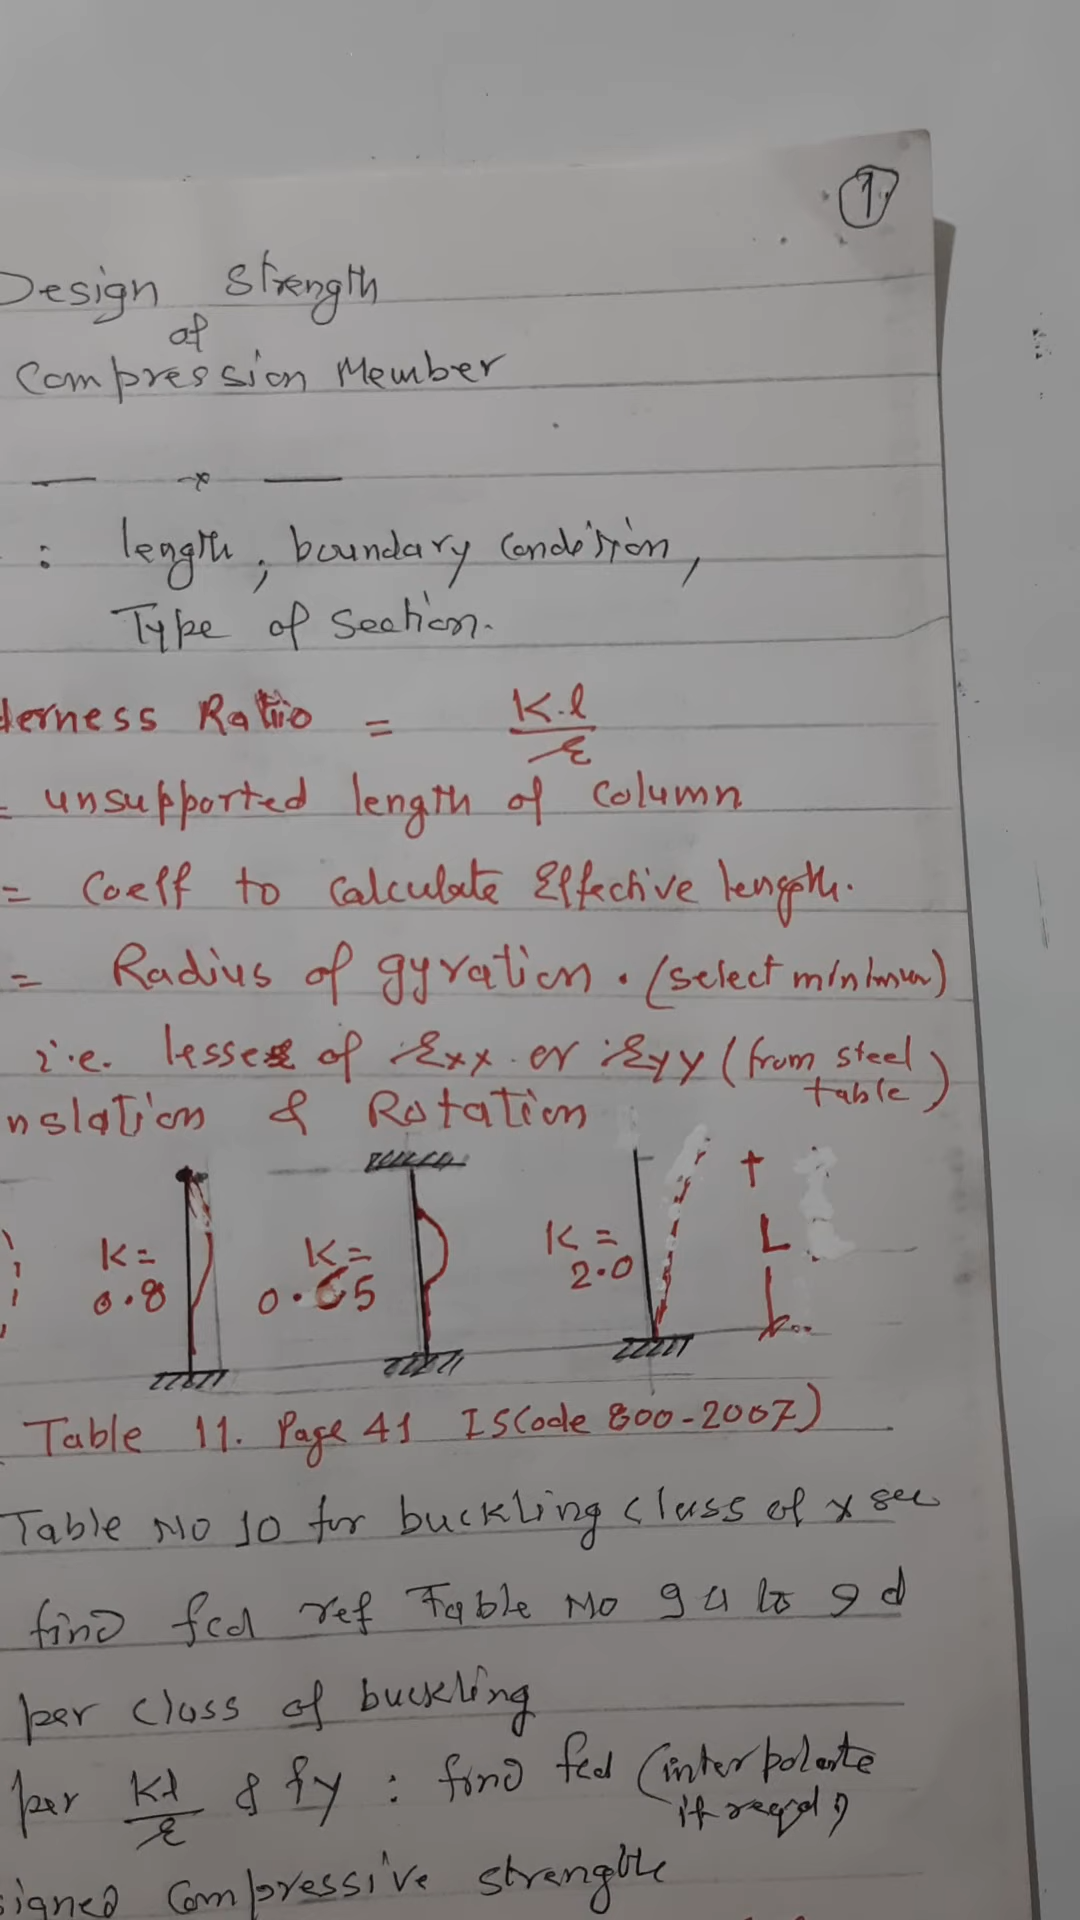 1
Design Strength
of
Compression Member
: length, boundary condition,
Type of Section.
derness Ratio = K.l / r
= unsupported length of column
= Coeff to Calculate Effective length.
= Radius of gyration. (select minimum)
i.e. lesser of rxx or ryy (from steel table)
nslation & Rotation
K = 0.8 K = 0.65 K = 2.0
Table 11. Page 41 IS Code 800-2007)
Table No 10 for buckling class of x sec
find fcd ref Table No 9 a to 9 d
per class of buckling
per Kl / r & fy : find fcd (interpolate if reqd)
signed Compressive strength